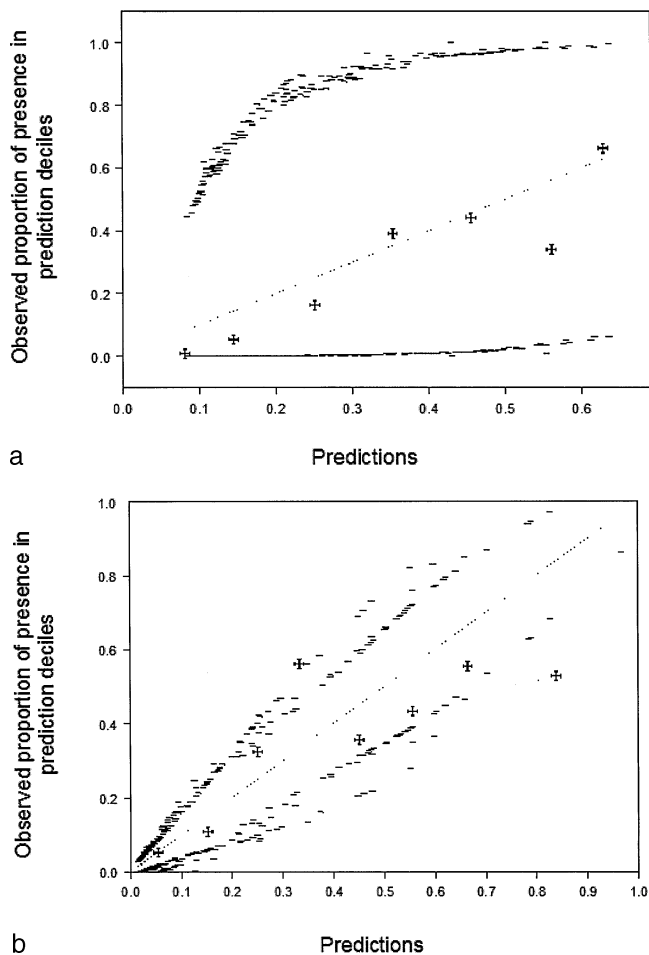 Observed proportion of presence in
prediction deciles
1.0
0.8
0.6
0.4
0.2
0.0
0.0 0.1 0.2 0.3 0.4 0.5 0.6
Predictions
a
Observed proportion of presence in
prediction deciles
1.0
0.8
0.6
0.4
0.2
0.0
0.0 0.1 0.2 0.3 0.4 0.5 0.6 0.7 0.8 0.9 1.0
Predictions
b